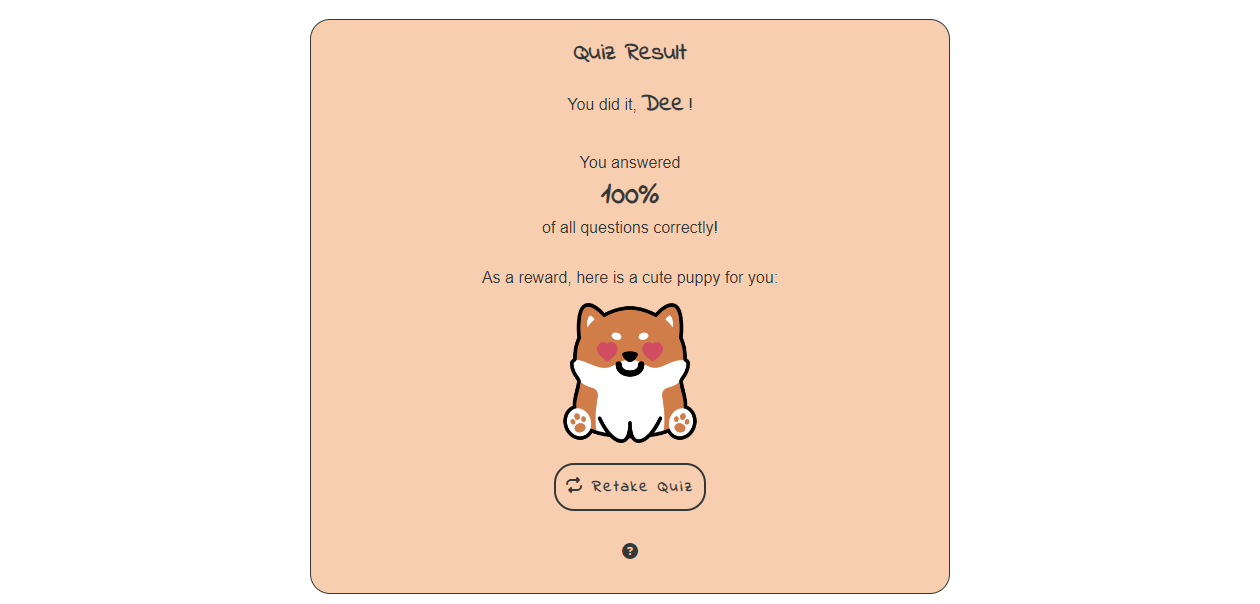 Quiz Result
You did it, Dee !
You answered
100%
of all questions correctly!
As a reward, here is a cute puppy for you:
Retake Quiz
?